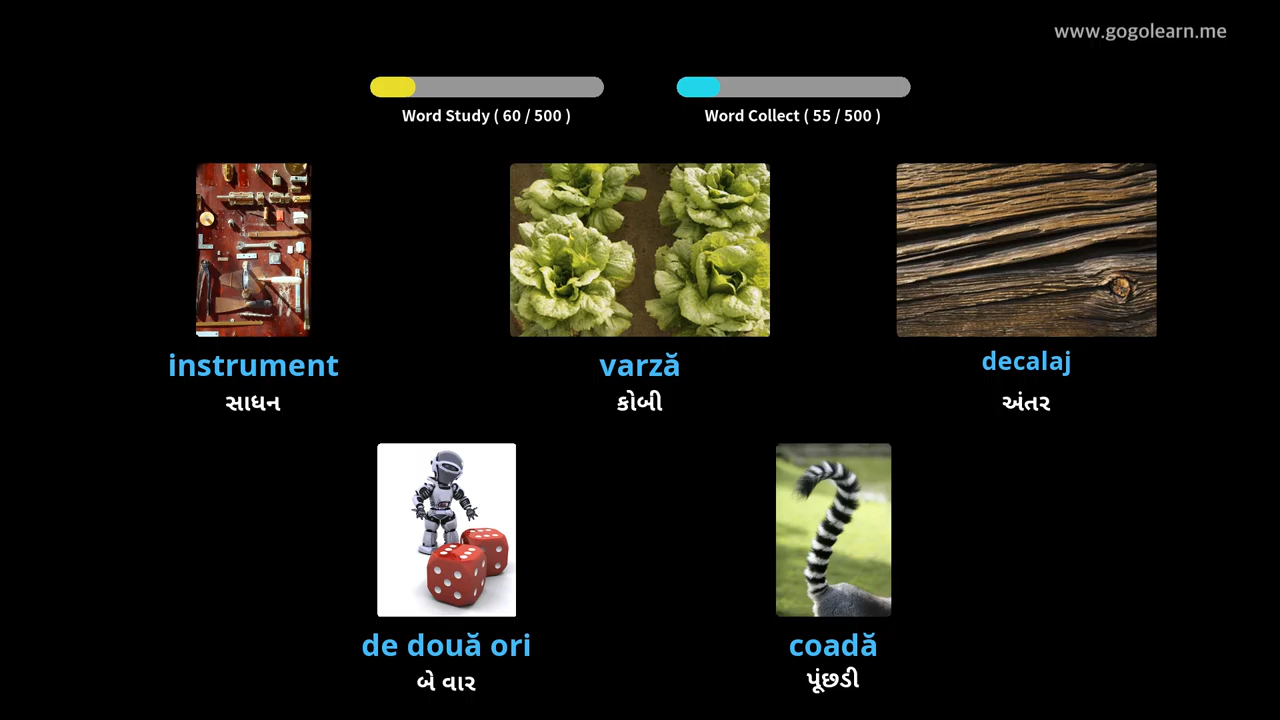 www.gogolearn.me
Word Study ( 60 / 500 )
Word Collect ( 55 / 500 )
instrument
સાધન
varză
કોબી
decalaj
અંતર
de două ori
બે વાર
coadă
પૂંછડી